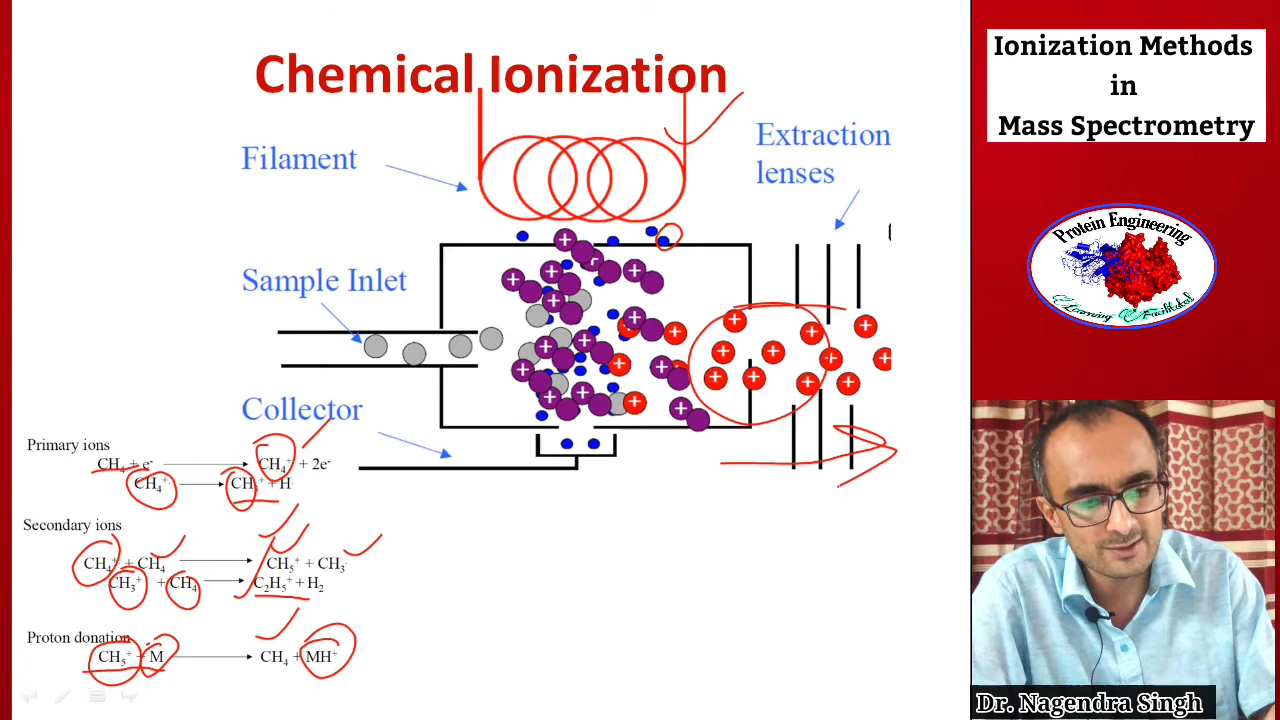 Chemical Ionization
Filament
Extraction
lenses
Sample Inlet
Collector
Primary ions
CH₄ + e⁻ → CH₄⁺· + 2e⁻
CH₄⁺· → CH₃⁺ + H·
Secondary ions
CH₄⁺· + CH₄ → CH₅⁺ + CH₃·
CH₃⁺ + CH₄ → C₂H₅⁺ + H₂
Proton donation
CH₅⁺ + M → CH₄ + MH⁺
Ionization Methods
in
Mass Spectrometry
Protein Engineering
Learning Facilitated
Dr. Nagendra Singh